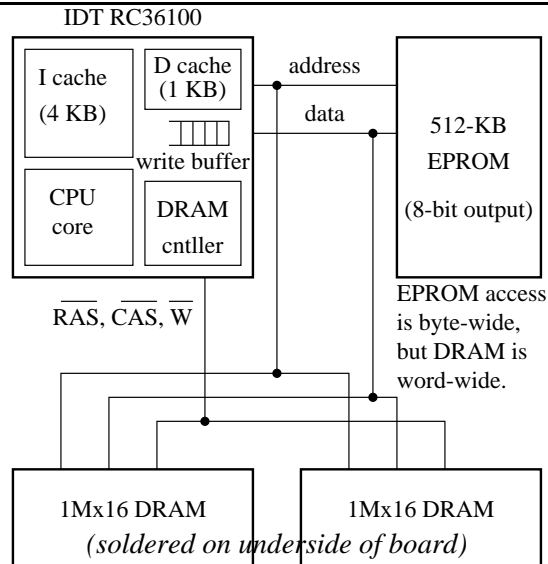 IDT RC36100
I cache
(4 KB)
D cache
(1 KB)
write buffer
CPU
core
DRAM
cntller
address
data
512-KB
EPROM
(8-bit output)
RAS, CAS, W
EPROM access
is byte-wide,
but DRAM is
word-wide.
1Mx16 DRAM
1Mx16 DRAM
(soldered on underside of board)